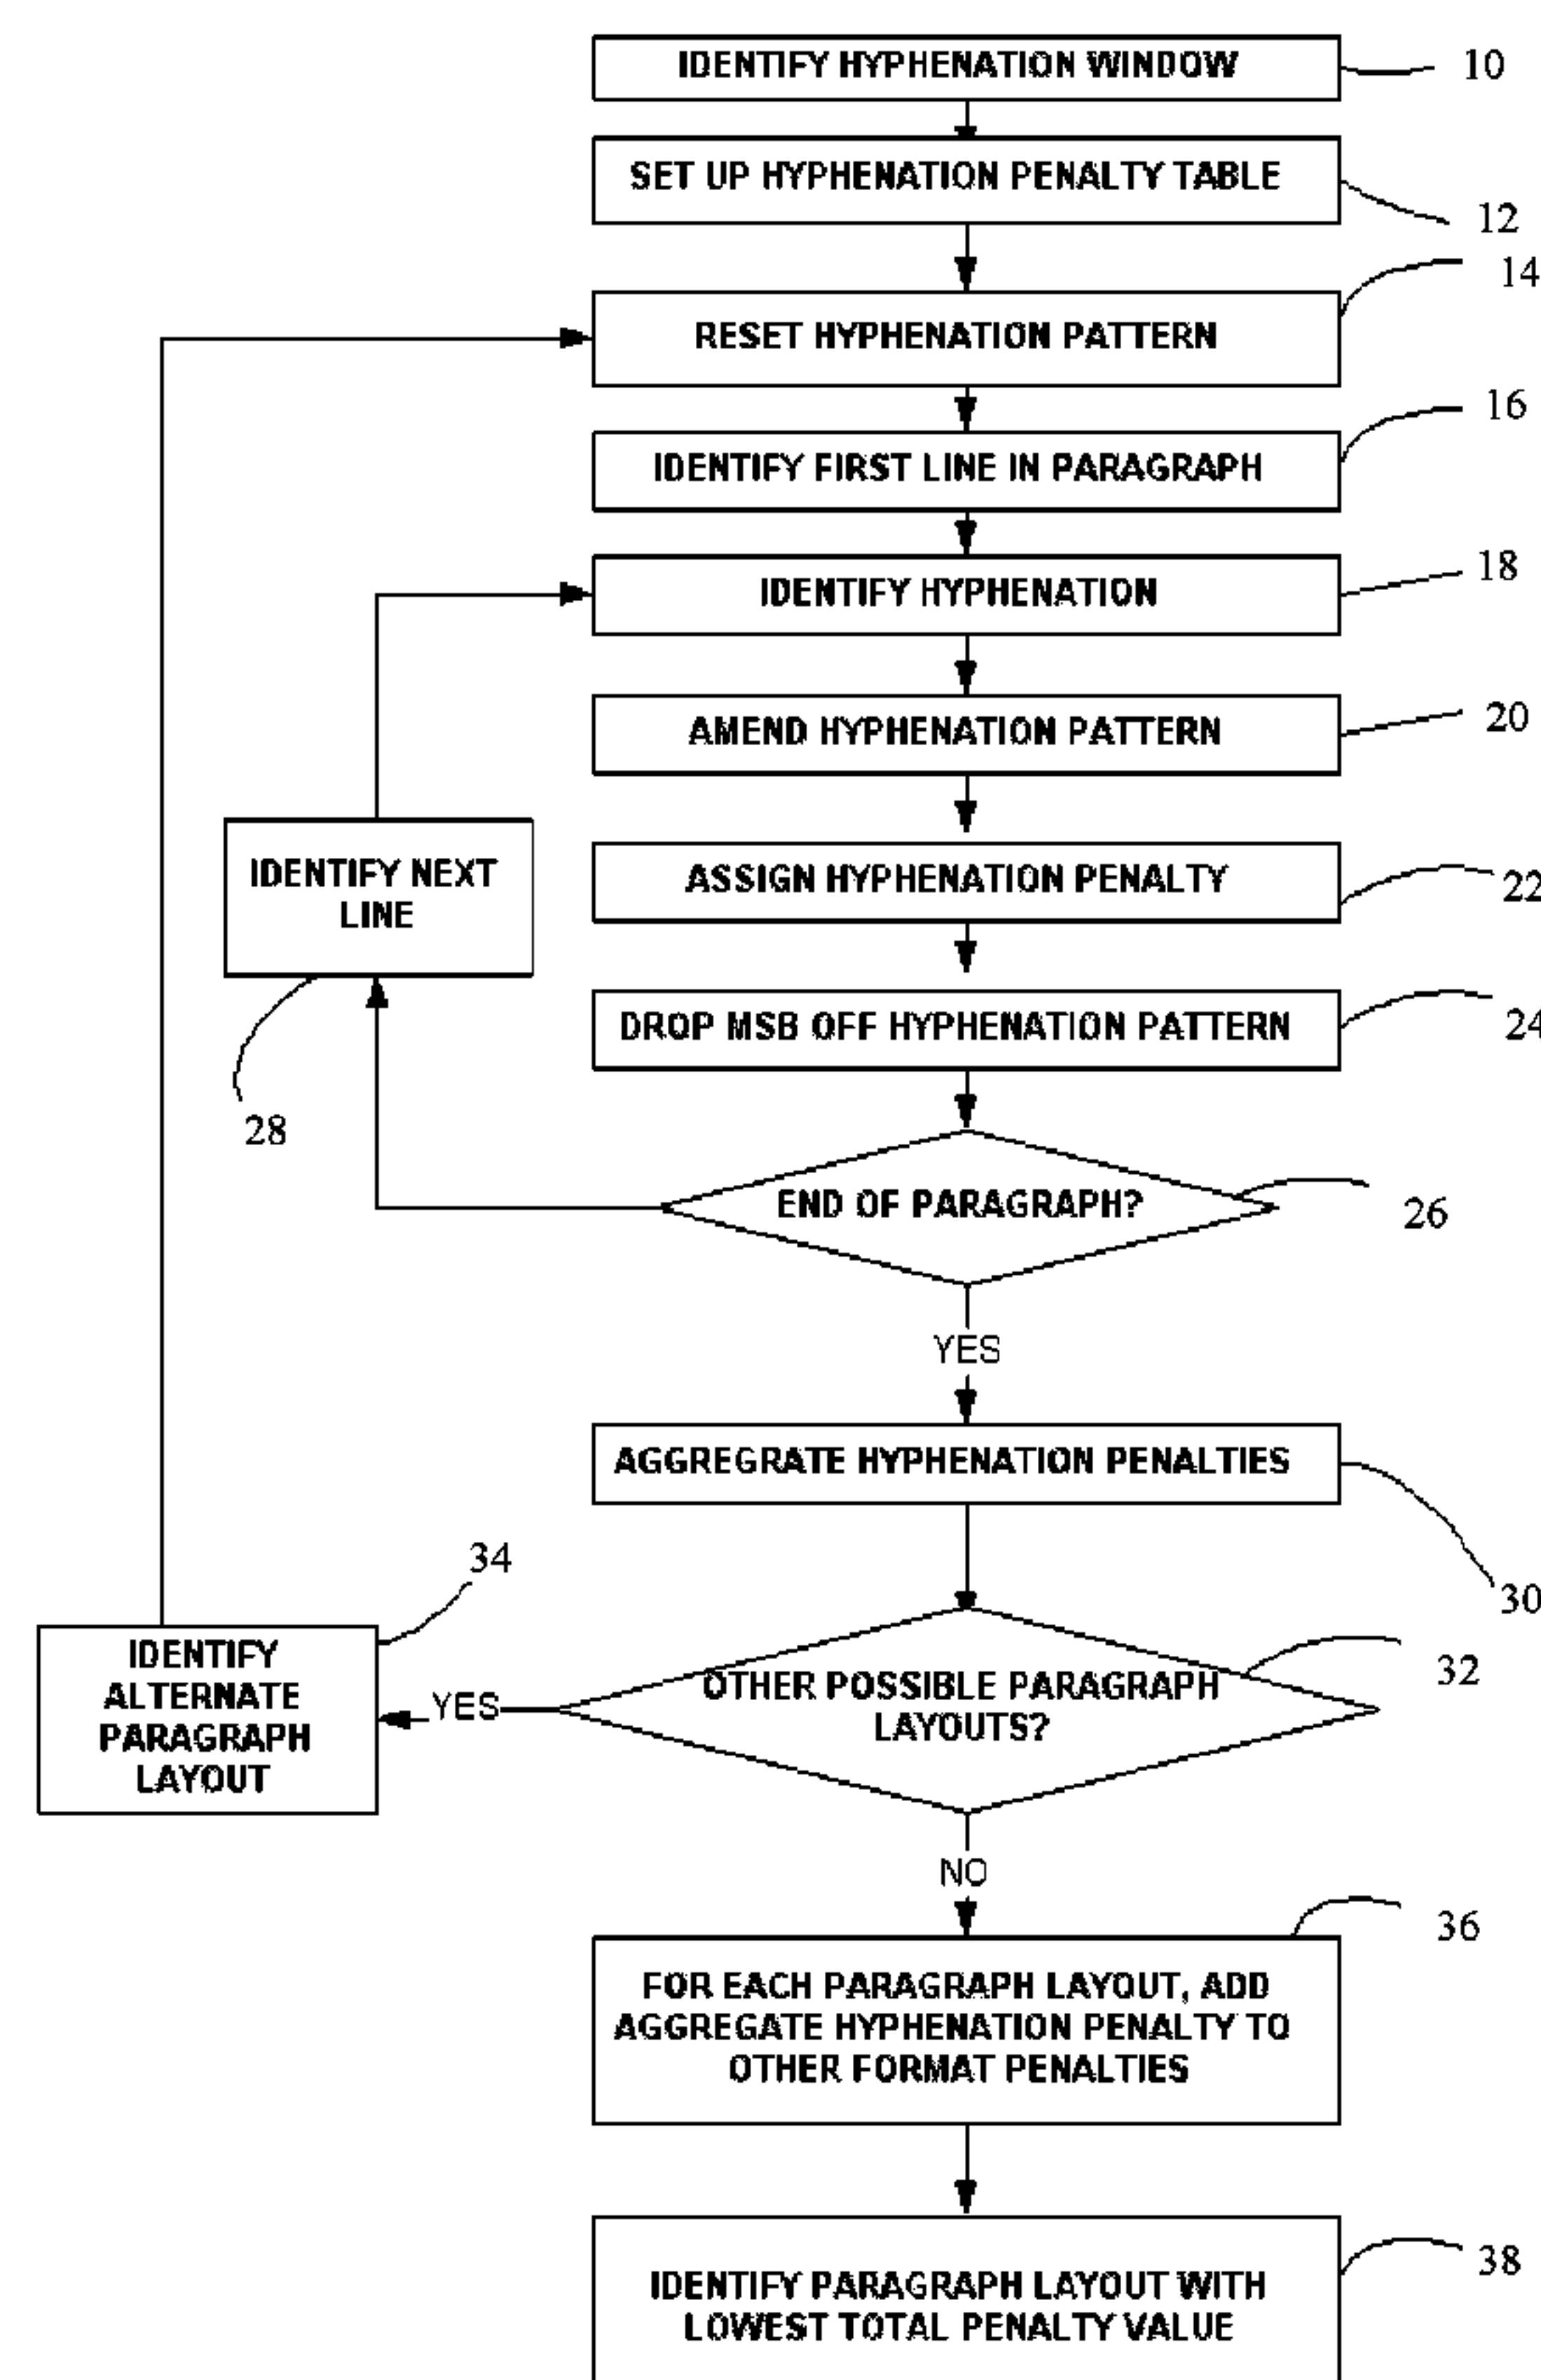 IDENTIFY HYPHENATION WINDOW
10
SET UP HYPHENATION PENALTY TABLE
12
14
RESET HYPHENATION PATTERN
16
IDENTIFY FIRST LINE IN PARAGRAPH
18
IDENTIFY HYPHENATION
20
AMEND HYPHENATION PATTERN
IDENTIFY NEXT
LINE
28
ASSIGN HYPHENATION PENALTY
22
DROP MSB OFF HYPHENATION PATTERN
24
END OF PARAGRAPH?
26
YES
AGGREGRATE HYPHENATION PENALTIES
30
34
IDENTIFY
ALTERNATE
PARAGRAPH
LAYOUT
YES
OTHER POSSIBLE PARAGRAPH
LAYOUTS?
32
NO
36
FOR EACH PARAGRAPH LAYOUT, ADD
AGGREGATE HYPHENATION PENALTY TO
OTHER FORMAT PENALTIES
38
IDENTIFY PARAGRAPH LAYOUT WITH
LOWEST TOTAL PENALTY VALUE